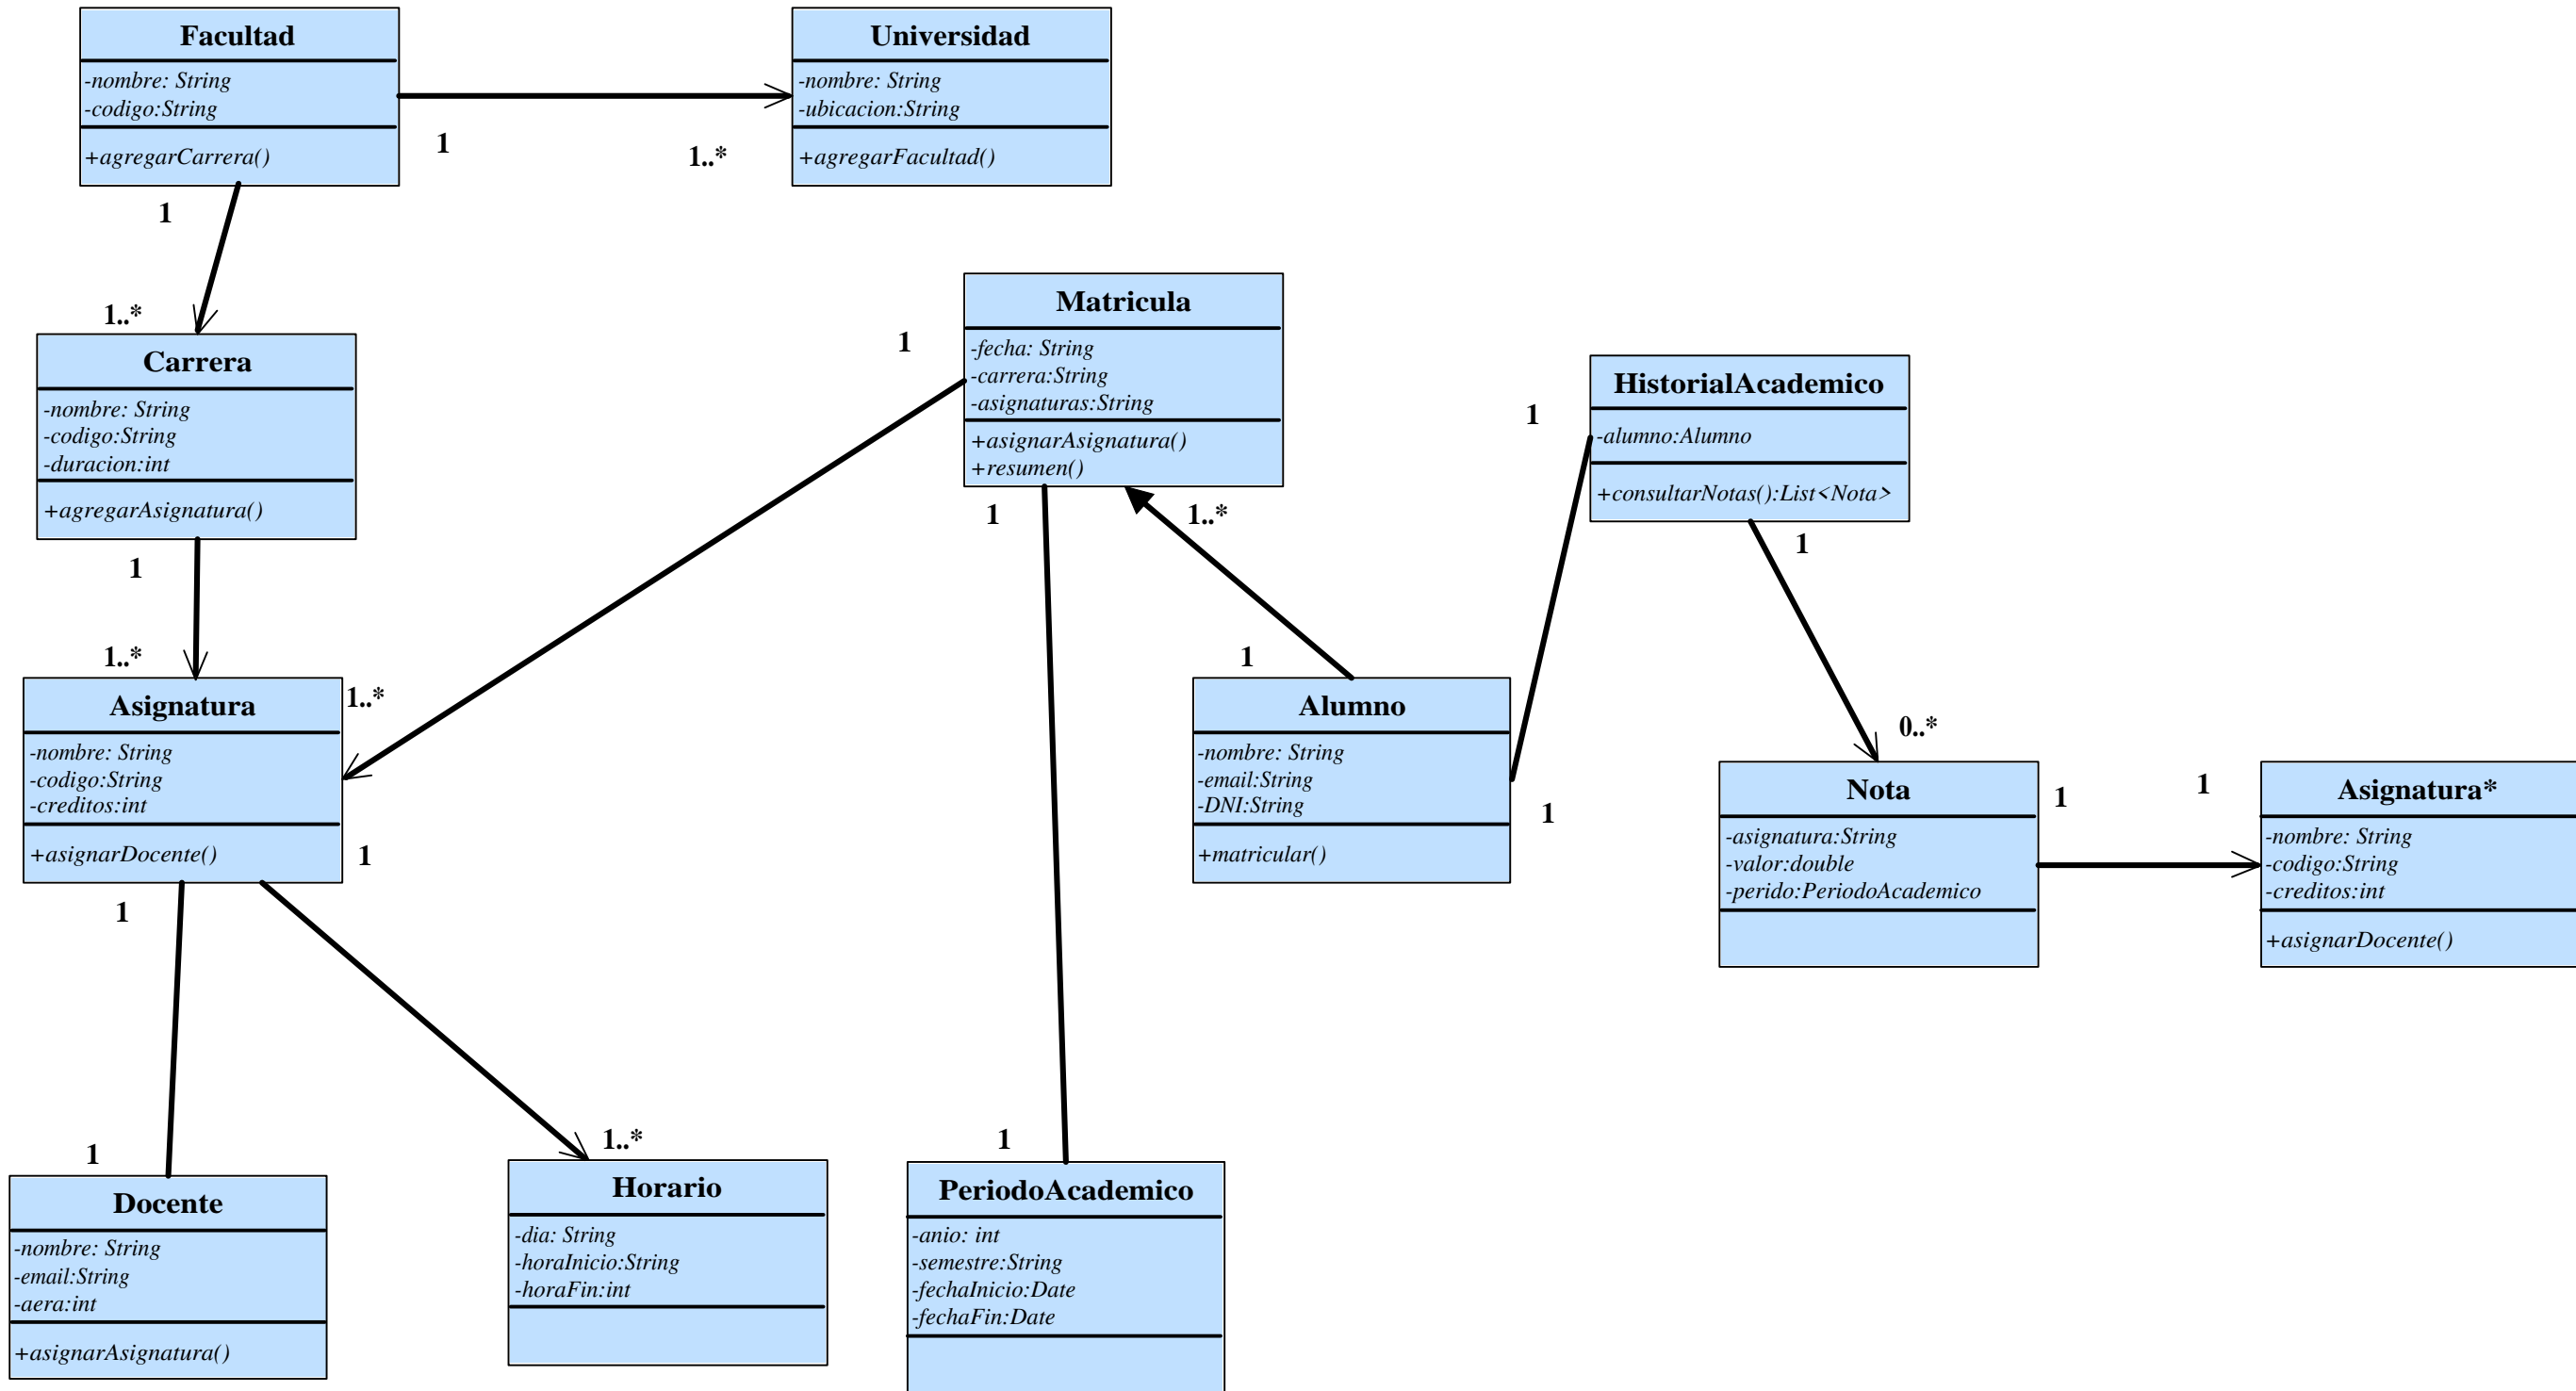 Facultad
-nombre: String
-codigo:String
+agregarCarrera()
1
1..*
Universidad
-nombre: String
-ubicacion:String
+agregarFacultad()
1
1..*
Carrera
-nombre: String
-codigo:String
-duracion:int
+agregarAsignatura()
1
1..*
Matricula
-fecha: String
-carrera:String
-asignaturas:String
+asignarAsignatura()
+resumen()
1
1
1..*
HistorialAcademico
-alumno:Alumno
+consultarNotas():List<Nota>
1
1
0..*
Asignatura
-nombre: String
-codigo:String
-creditos:int
+asignarDocente()
1..*
1
1
Alumno
-nombre: String
-email:String
-DNI:String
+matricular()
1
1
Nota
-asignatura:String
-valor:double
-perido:PeriodoAcademico
1
1
Asignatura*
-nombre: String
-codigo:String
-creditos:int
+asignarDocente()
1
Docente
-nombre: String
-email:String
-aera:int
+asignarAsignatura()
1..*
Horario
-dia: String
-horaInicio:String
-horaFin:int
1
PeriodoAcademico
-anio: int
-semestre:String
-fechaInicio:Date
-fechaFin:Date